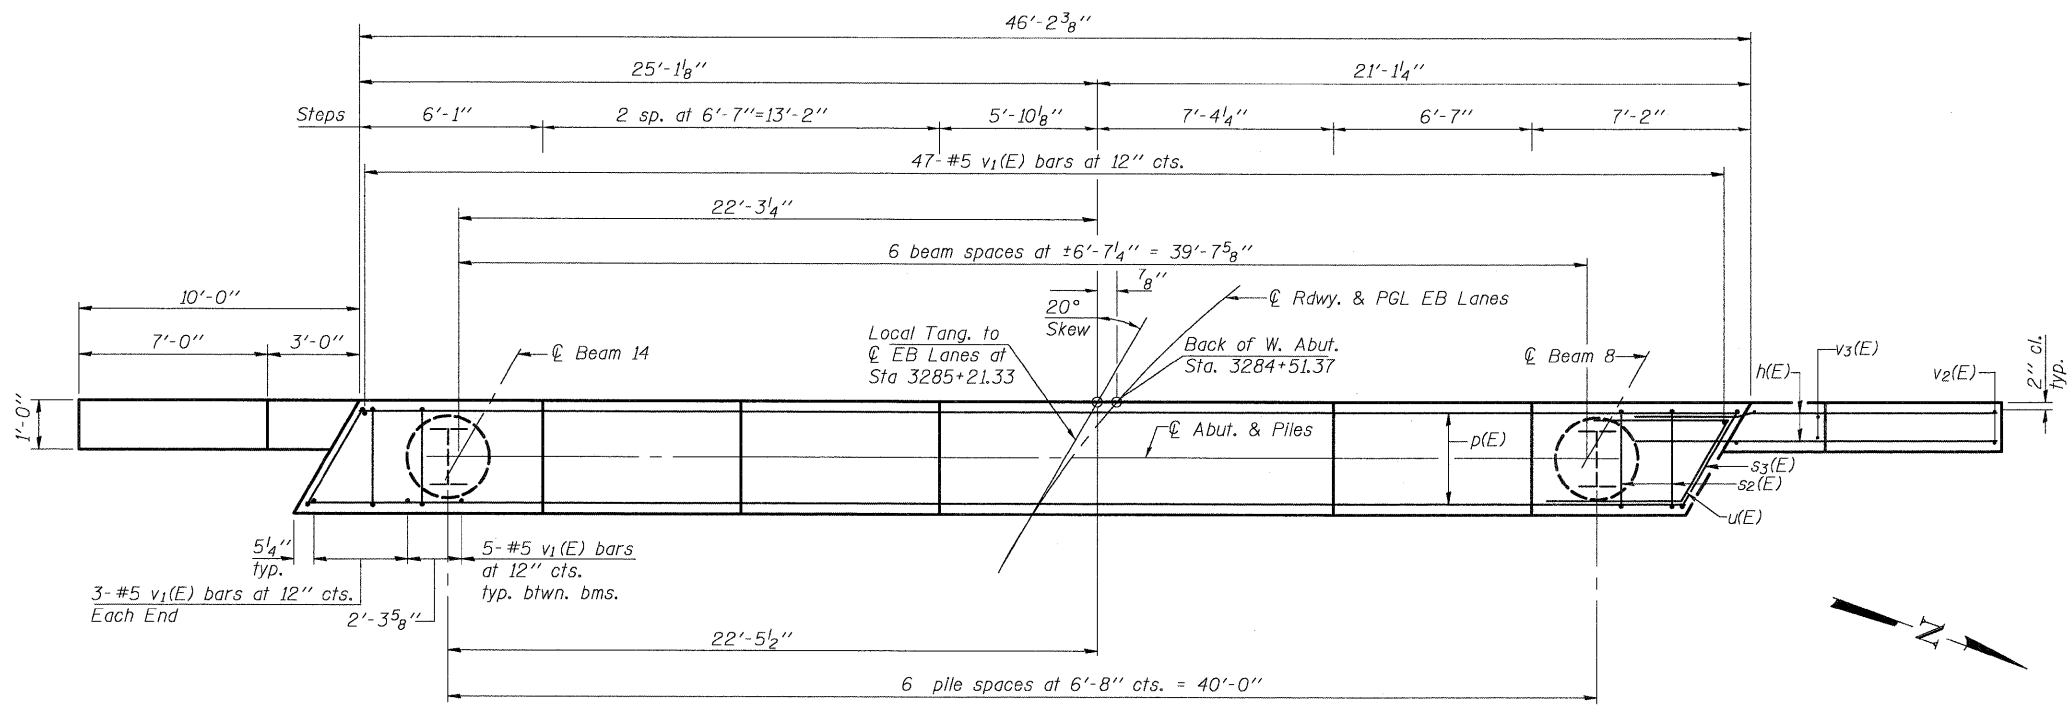 46'-2 3/8"
25'-1 1/8"
21'-1 1/4"
Steps
6'-1"
2 sp. at 6'-7"=13'-2"
5'-10 1/8"
7'-4 1/4"
6'-7"
7'-2"
47-#5 v1(E) bars at 12" cts.
22'-3 1/4"
6 beam spaces at ±6'-7 1/4" = 39'-7 5/8"
7/8"
10'-0"
7'-0"
3'-0"
20°
Skew
℄ Rdwy. & PGL EB Lanes
Local Tang. to
℄ EB Lanes at
Sta 3285+21.33
Back of W. Abut.
Sta. 3284+51.37
℄ Beam 14
℄ Beam 8
v3(E)
h(E)
v2(E)
2" cl.
typ.
1'-0"
℄ Abut. & Piles
p(E)
s3(E)
s2(E)
u(E)
5 1/4"
typ.
5-#5 v1(E) bars
at 12" cts.
typ. btwn. bms.
3-#5 v1(E) bars at 12" cts.
Each End
2'-3 5/8"
22'-5 1/2"
6 pile spaces at 6'-8" cts. = 40'-0"
N